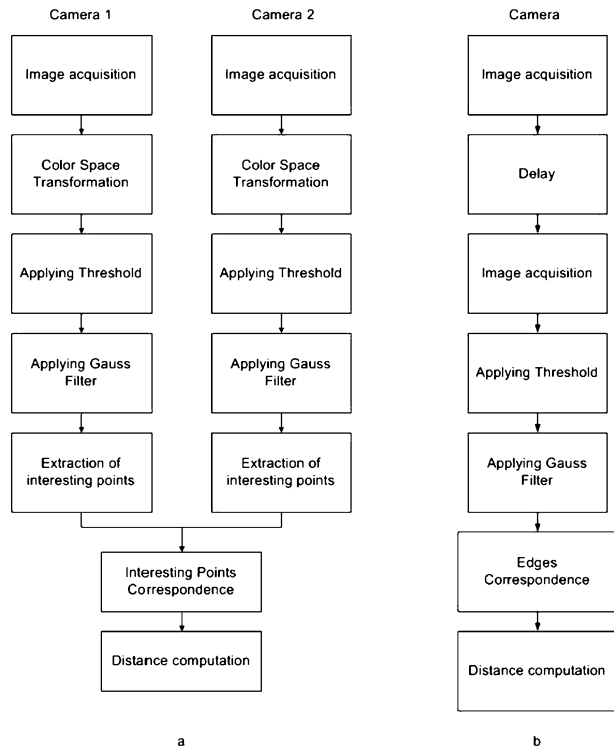 Camera 1
Image acquisition
Color Space
Transformation
Applying Threshold
Applying Gauss
Filter
Extraction of
interesting points
Camera 2
Image acquisition
Color Space
Transformation
Applying Threshold
Applying Gauss
Filter
Extraction of
interesting points
Interesting Points
Correspondence
Distance computation
a
Camera
Image acquisition
Delay
Image acquisition
Applying Threshold
Applying Gauss
Filter
Edges
Correspondence
Distance computation
b